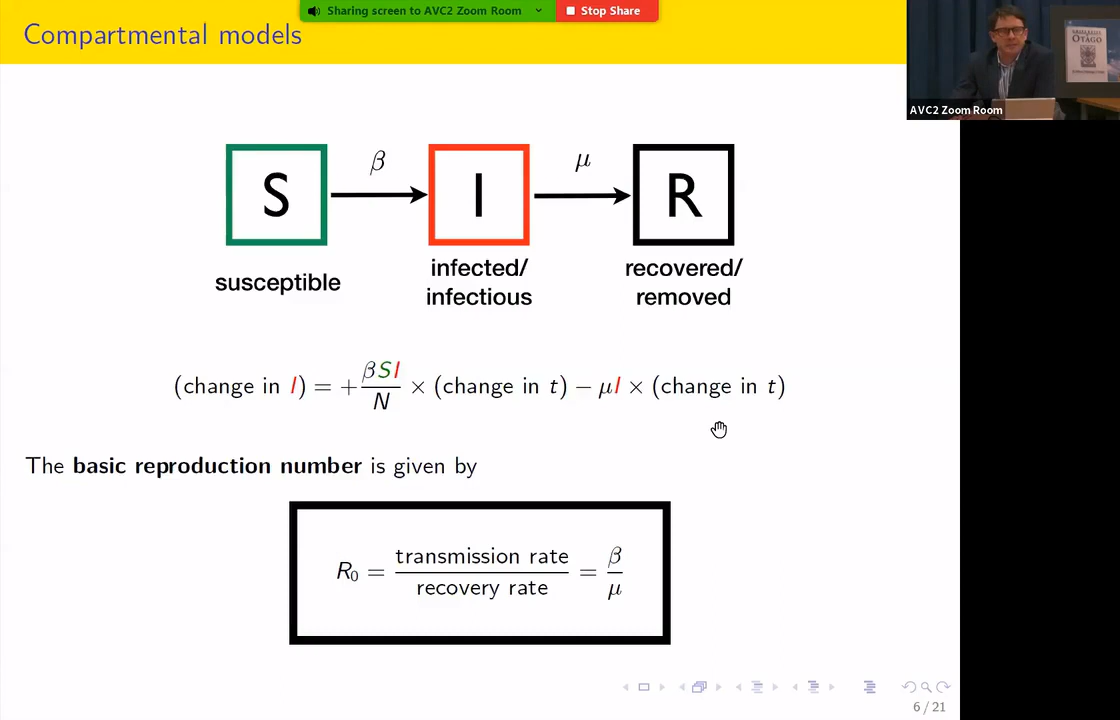 Sharing screen to AVC2 Zoom Room
Stop Share
Compartmental models
OTAGO
AVC2 Zoom Room
β
μ
S
I
R
susceptible
infected/
infectious
recovered/
removed
(change in I) = + βSI/N × (change in t) − μI × (change in t)
The basic reproduction number is given by
R₀ = transmission rate / recovery rate = β/μ
6 / 21